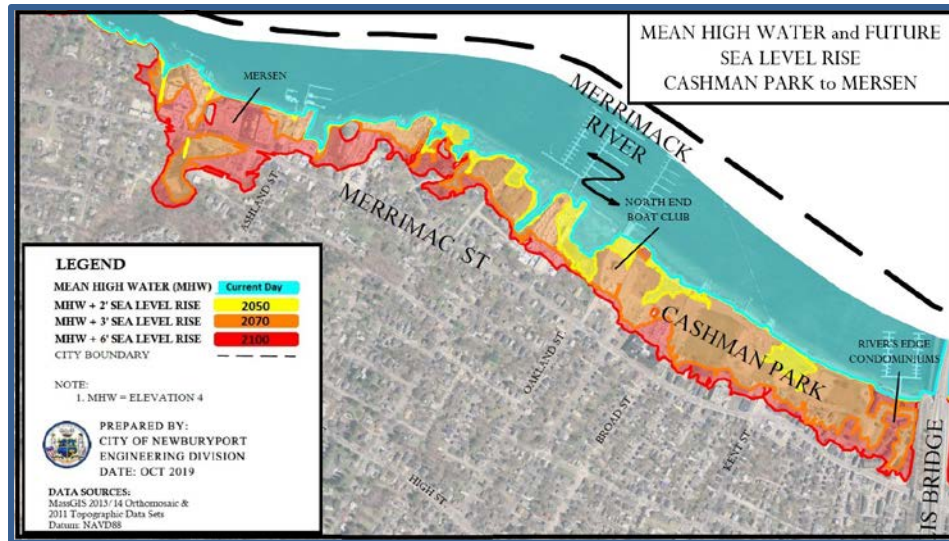 MEAN HIGH WATER and FUTURE
SEA LEVEL RISE
CASHMAN PARK to MERSEN
MERSEN
MERRIMACK
RIVER
NORTH END
BOAT CLUB
ASHLAND ST
MERRIMAC ST
CASHMAN PARK
RIVER'S EDGE
CONDOMINIUMS
OAKLAND ST
BROAD ST
KENT ST
HIGH ST
IS BRIDGE
LEGEND
MEAN HIGH WATER (MHW) Current Day
MHW + 2' SEA LEVEL RISE 2050
MHW + 3' SEA LEVEL RISE 2070
MHW + 6' SEA LEVEL RISE 2100
CITY BOUNDARY
NOTE:
1. MHW = ELEVATION 4
PREPARED BY:
CITY OF NEWBURYPORT
ENGINEERING DIVISION
DATE: OCT 2019
DATA SOURCES:
MassGIS 2013/14 Orthomosaic &
2011 Topographic Data Sets
Datum: NAVD88